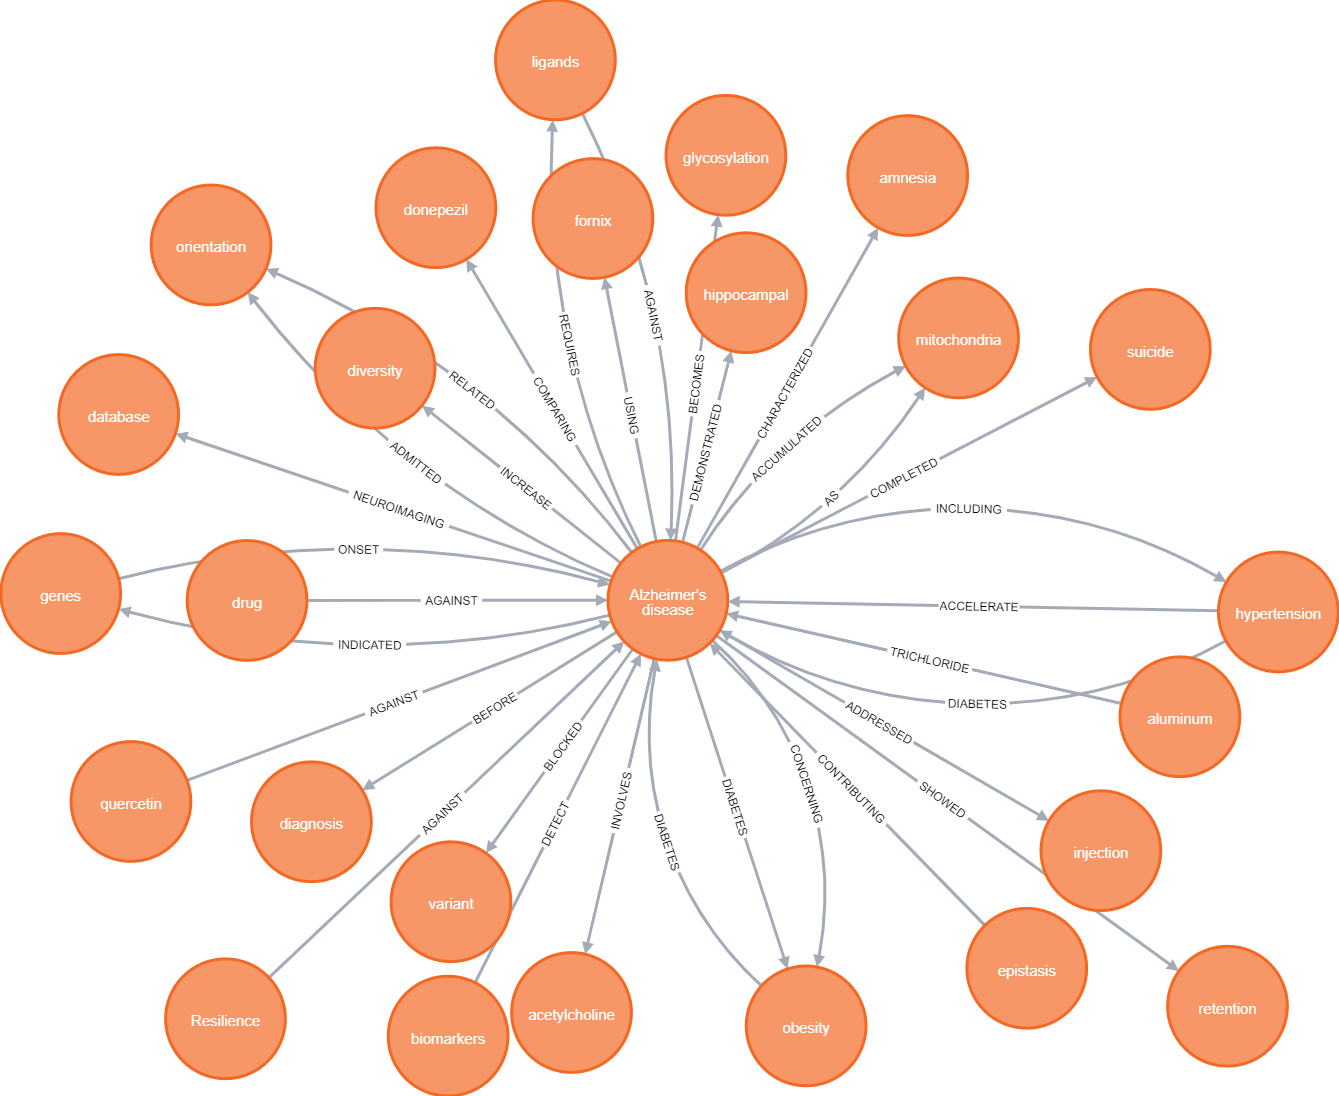 ligands
glycosylation
amnesia
donepezil
fornix
orientation
hippocampal
mitochondria
suicide
diversity
database
AGAINST
REQUIRES
RELATED
COMPARING
USING
BECOMES
CHARACTERIZED
DEMONSTRATED
ACCUMULATED
ADMITTED
INCREASE
AS
COMPLETED
NEUROIMAGING
INCLUDING
ONSET
genes
drug
AGAINST
Alzheimer's
disease
ACCELERATE
hypertension
INDICATED
TRICHLORIDE
AGAINST
BEFORE
DIABETES
aluminum
ADDRESSED
BLOCKED
CONCERNING
CONTRIBUTING
SHOWED
quercetin
diagnosis
AGAINST
DETECT
INVOLVES
DIABETES
DIABETES
injection
variant
epistasis
retention
Resilience
biomarkers
acetylcholine
obesity